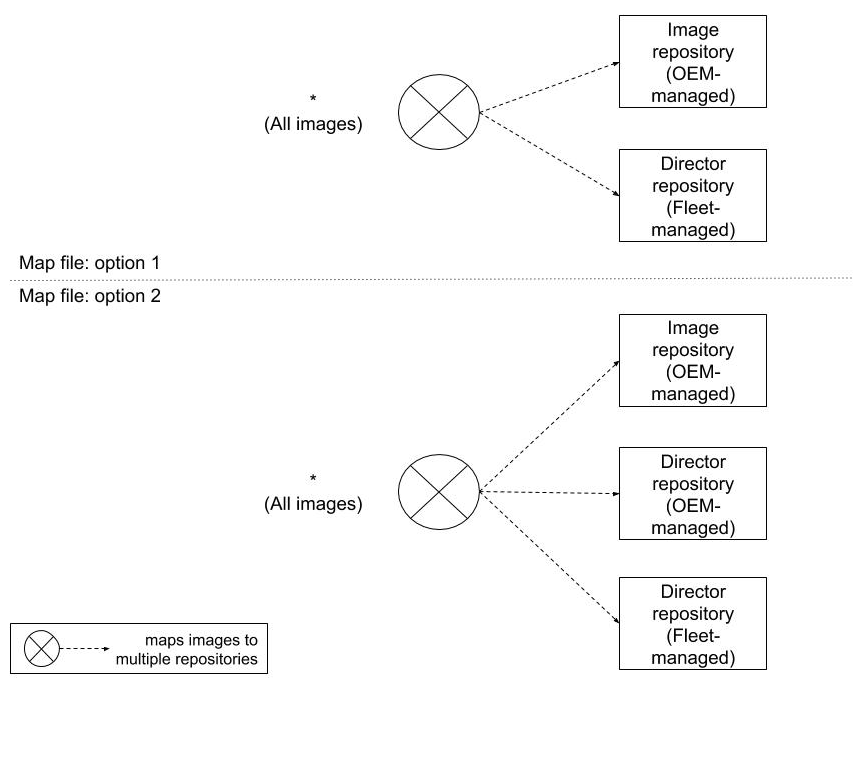 Image
repository
(OEM-
managed)
*
(All images)
Director
repository
(Fleet-
managed)
Map file: option 1
Map file: option 2
Image
repository
(OEM-
managed)
*
(All images)
Director
repository
(OEM-
managed)
Director
repository
(Fleet-
managed)
maps images to
multiple repositories